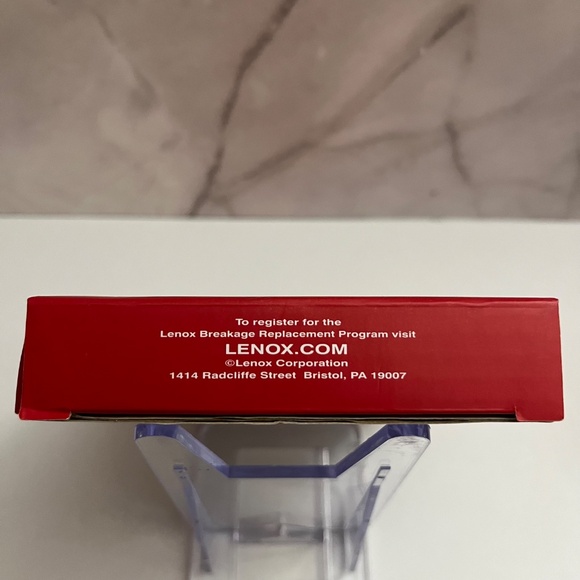 To register for the
Lenox Breakage Replacement Program visit
LENOX.COM
©Lenox Corporation
1414 Radcliffe Street Bristol, PA 19007